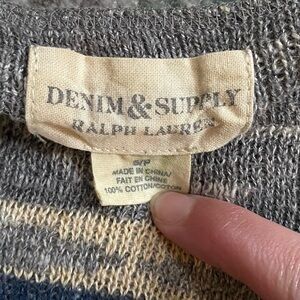 DENIM & SUPPLY
RALPH LAUREN
S/P
MADE IN CHINA/
FAIT EN CHINE
100% COTTON/COTON